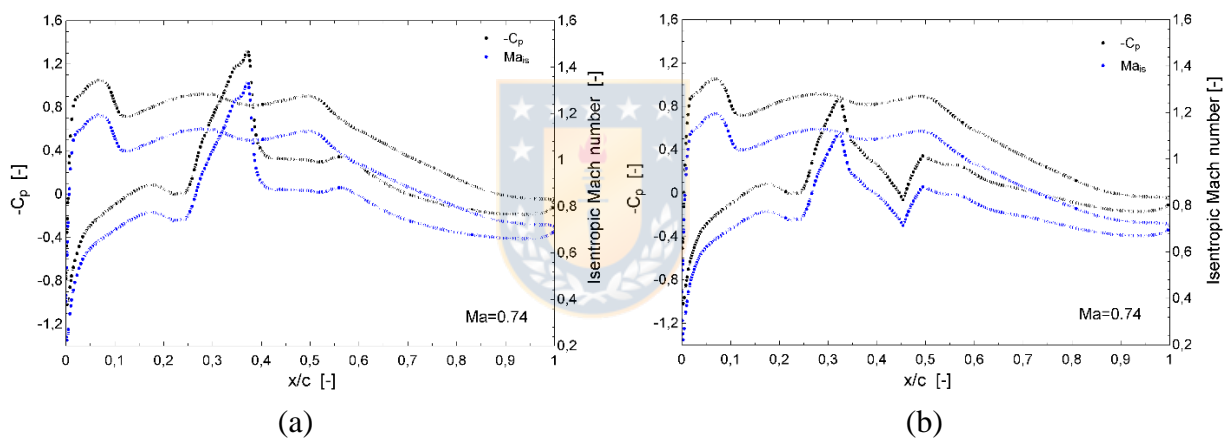 1,6
1,6
1,2
0,8
0,4
0
-0,4
-0,8
-1,2
-Cp [-]
-Cp
Mais
1,6
1,4
1,2
1
0,8
0,6
0,4
0,2
Isentropic Mach number [-]
Ma=0.74
0 0,1 0,2 0,3 0,4 0,5 0,6 0,7 0,8 0,9 1
x/c [-]
(a)
1,6
1,2
0,8
0,4
0
-0,4
-0,8
-1,2
-Cp [-]
-Cp
Mais
1,6
1,4
1,2
1
0,8
0,6
0,4
0,2
Isentropic Mach number [-]
Ma=0.74
0 0,1 0,2 0,3 0,4 0,5 0,6 0,7 0,8 0,9 1
x/c [-]
(b)